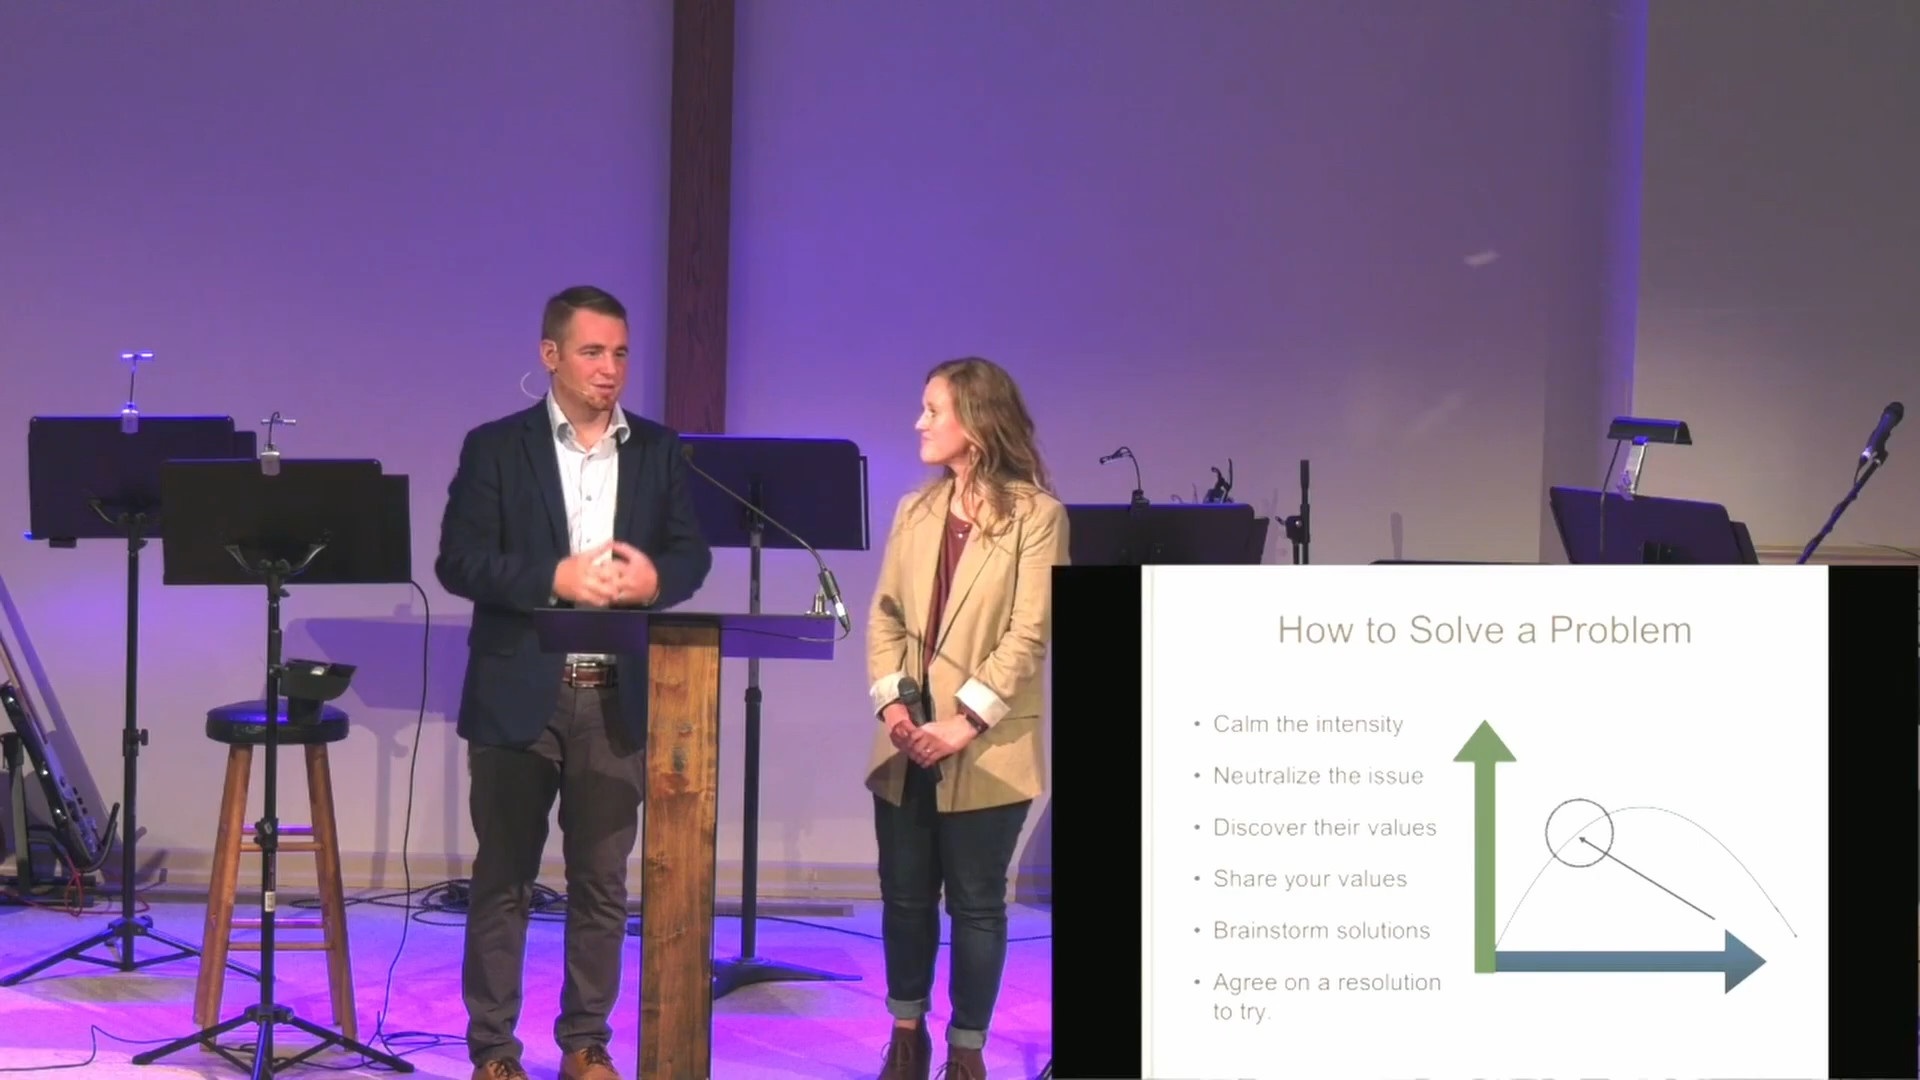 How to Solve a Problem
• Calm the intensity
• Neutralize the issue
• Discover their values
• Share your values
• Brainstorm solutions
• Agree on a resolution
to try.